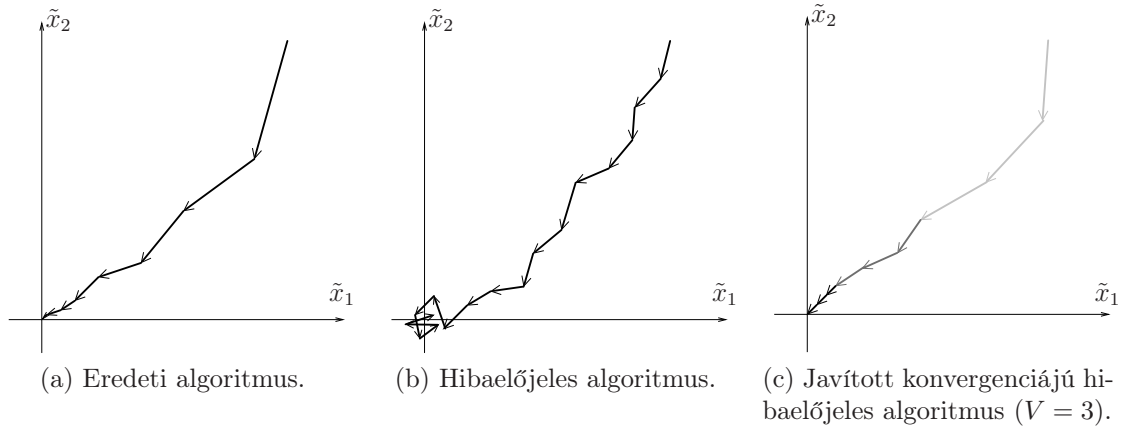 x̃₂
x̃₁
(a) Eredeti algoritmus.
x̃₂
x̃₁
(b) Hibaelőjeles algoritmus.
x̃₂
x̃₁
(c) Javított konvergenciájú hi-
baelőjeles algoritmus (V = 3).